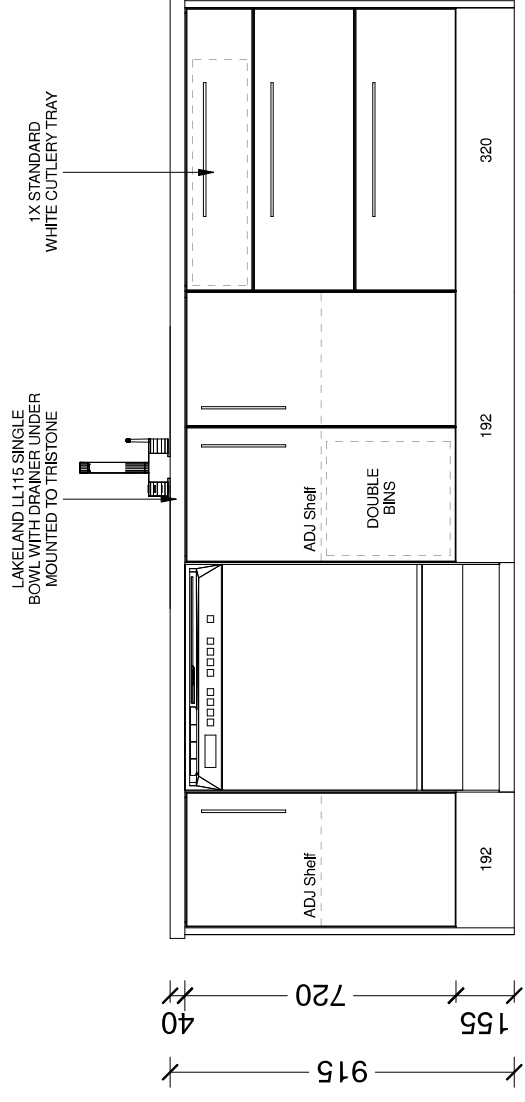 LAKELAND LL115 SINGLE
BOWL WITH DRAINER UNDER
MOUNTED TO TRISTONE
1X STANDARD
WHITE CUTLERY TRAY
ADJ Shelf
ADJ Shelf
DOUBLE
BINS
192
192
320
40
720
155
915